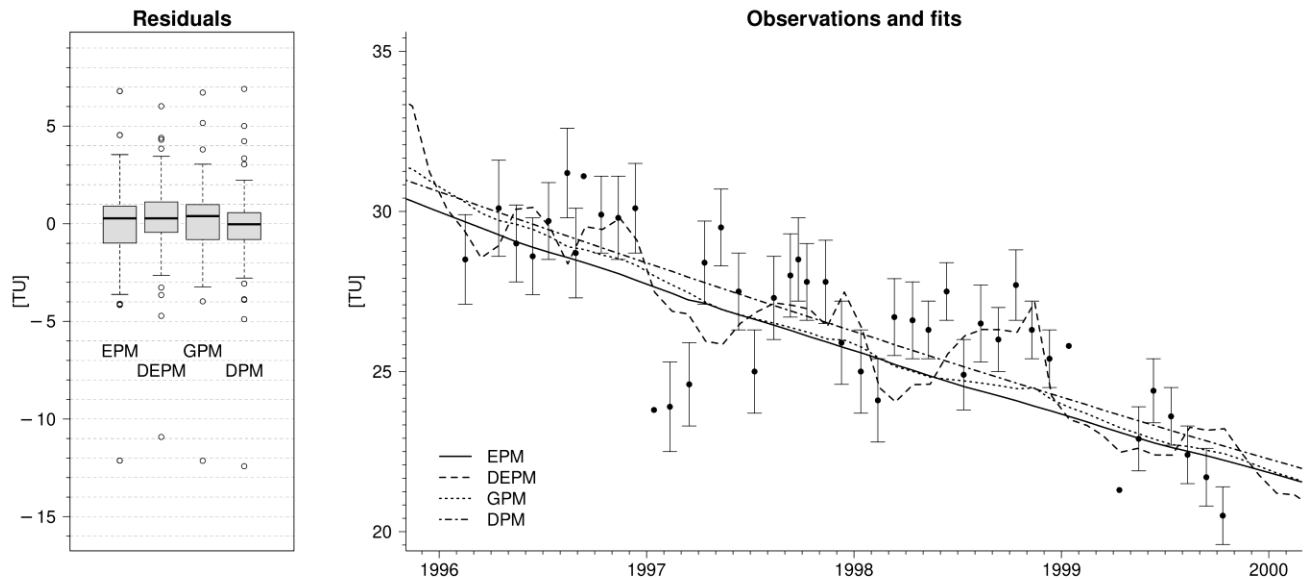 Residuals
[TU]
5
0
−5
−10
−15
EPM
GPM
DEPM
DPM
Observations and fits
[TU]
35
30
25
20
EPM
DEPM
GPM
DPM
1996
1997
1998
1999
2000